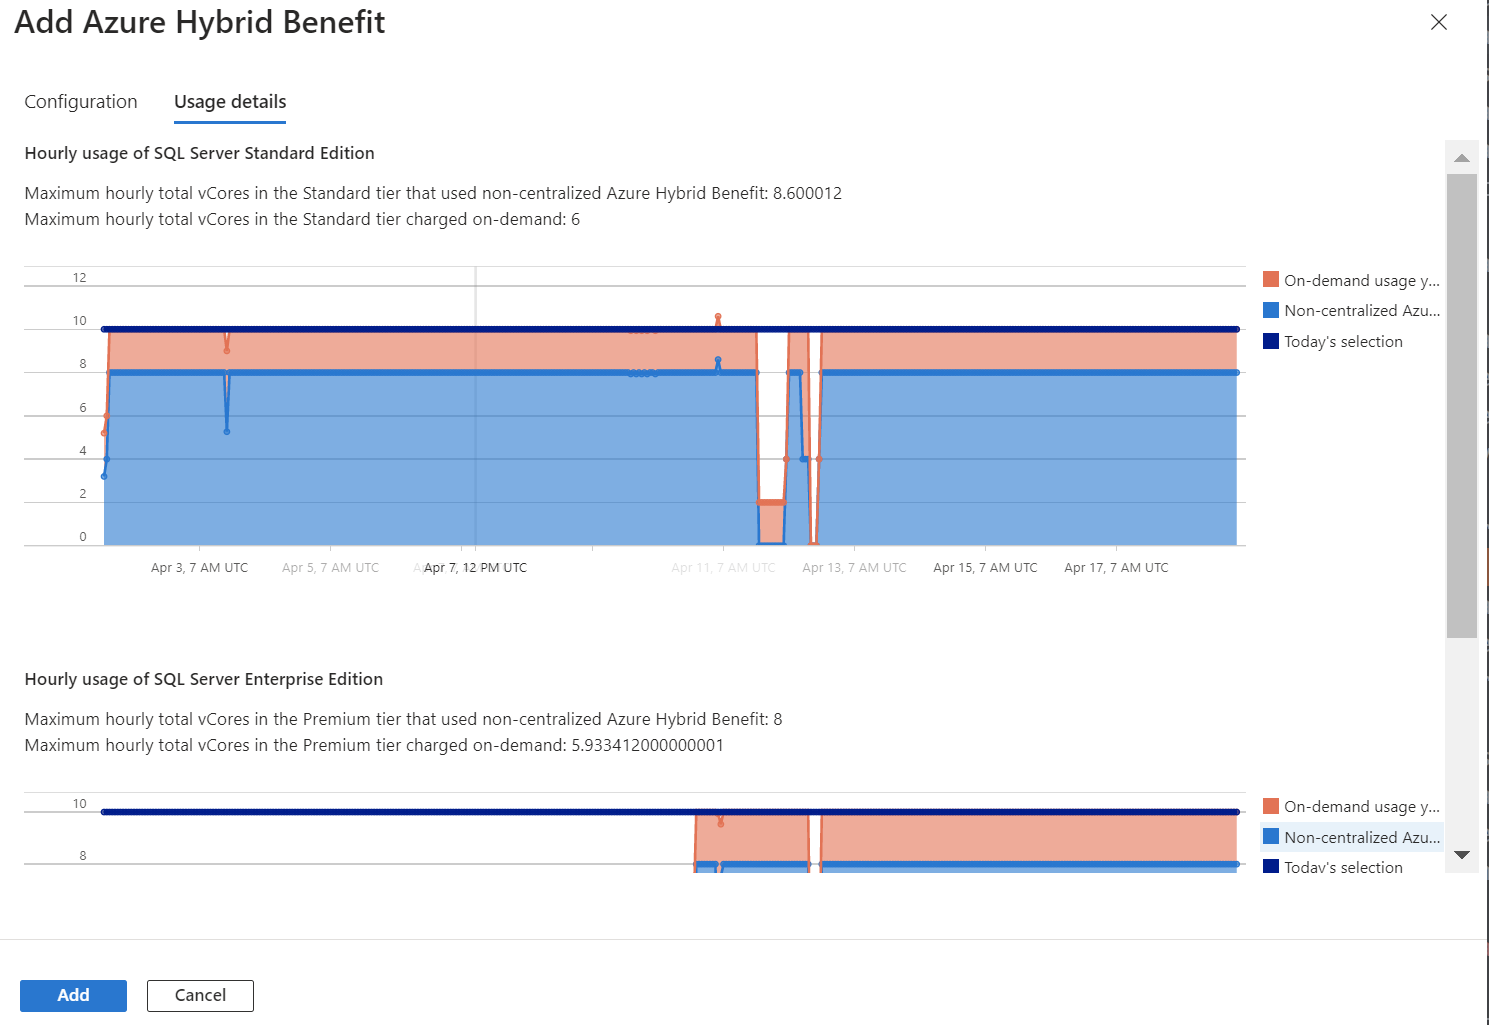 Add Azure Hybrid Benefit
Configuration
Usage details
Hourly usage of SQL Server Standard Edition
Maximum hourly total vCores in the Standard tier that used non-centralized Azure Hybrid Benefit: 8.600012
Maximum hourly total vCores in the Standard tier charged on-demand: 6
12
10
8
6
4
2
0
Apr 3, 7 AM UTC
Apr 5, 7 AM UTC
Apr 7, 12 PM UTC
Apr 11, 7 AM UTC
Apr 13, 7 AM UTC
Apr 15, 7 AM UTC
Apr 17, 7 AM UTC
On-demand usage y...
Non-centralized Azu...
Today's selection
Hourly usage of SQL Server Enterprise Edition
Maximum hourly total vCores in the Premium tier that used non-centralized Azure Hybrid Benefit: 8
Maximum hourly total vCores in the Premium tier charged on-demand: 5.933412000000001
10
8
On-demand usage y...
Non-centralized Azu...
Today's selection
Add
Cancel